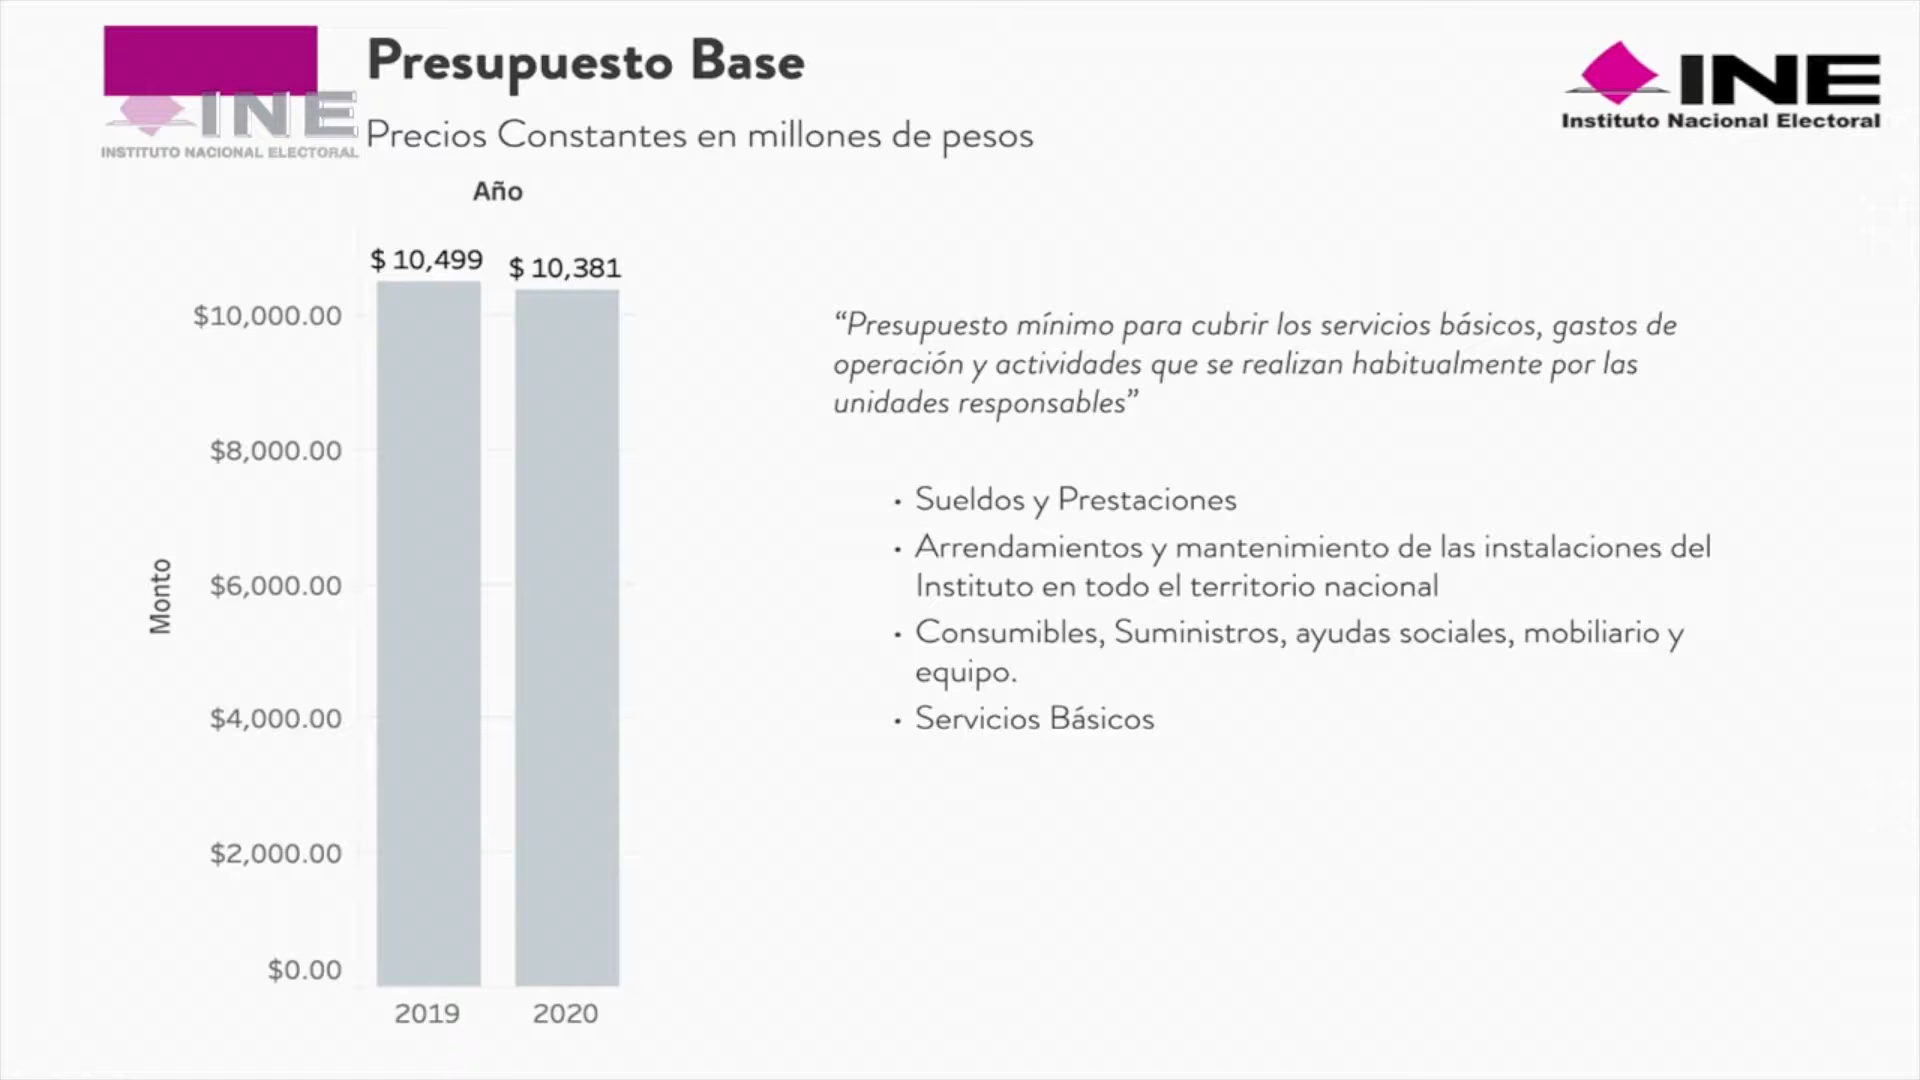 Presupuesto Base
INE
Instituto Nacional Electoral
INE
INSTITUTO NACIONAL ELECTORAL
Precios Constantes en millones de pesos
Año
$ 10,499
$ 10,381
$10,000.00
$8,000.00
$6,000.00
$4,000.00
$2,000.00
$0.00
Monto
2019
2020
“Presupuesto mínimo para cubrir los servicios básicos, gastos de
operación y actividades que se realizan habitualmente por las
unidades responsables”
• Sueldos y Prestaciones
• Arrendamientos y mantenimiento de las instalaciones del
Instituto en todo el territorio nacional
• Consumibles, Suministros, ayudas sociales, mobiliario y
equipo.
• Servicios Básicos